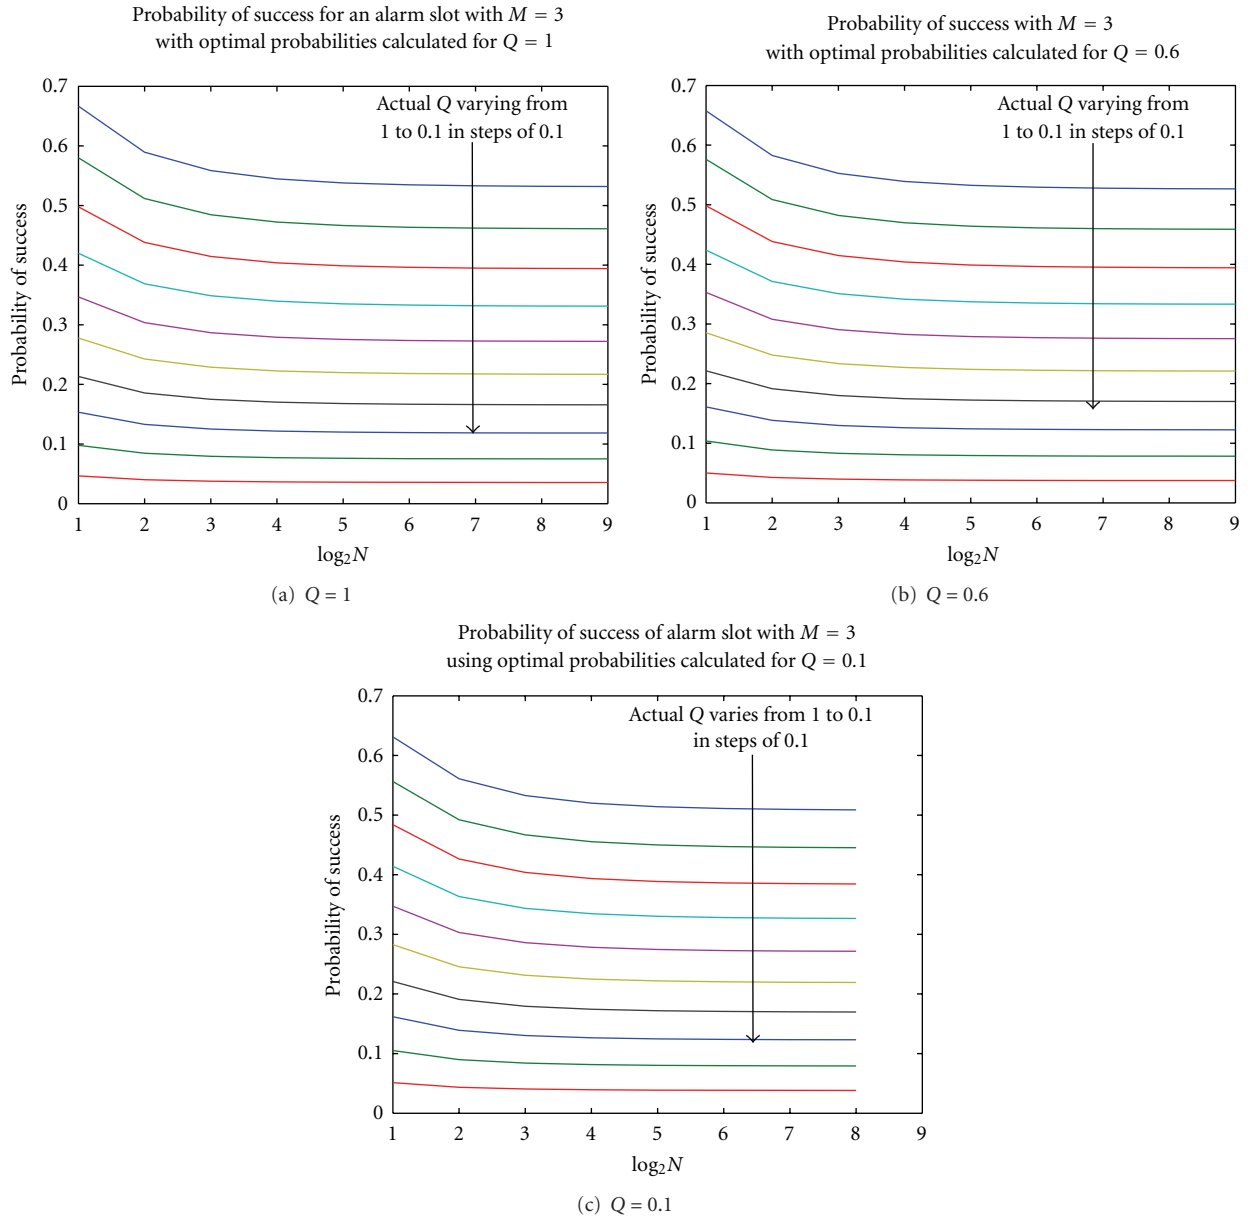 Probability of success for an alarm slot with M = 3
with optimal probabilities calculated for Q = 1
0.7
0.6
0.5
0.4
0.3
0.2
0.1
0
Probability of success
Actual Q varying from
1 to 0.1 in steps of 0.1
1 2 3 4 5 6 7 8 9
log₂N
(a) Q = 1
Probability of success with M = 3
with optimal probabilities calculated for Q = 0.6
0.7
0.6
0.5
0.4
0.3
0.2
0.1
0
Probability of success
Actual Q varying from
1 to 0.1 in steps of 0.1
1 2 3 4 5 6 7 8 9
log₂N
(b) Q = 0.6
Probability of success of alarm slot with M = 3
using optimal probabilities calculated for Q = 0.1
0.7
0.6
0.5
0.4
0.3
0.2
0.1
0
Probability of success
Actual Q varies from 1 to 0.1
in steps of 0.1
1 2 3 4 5 6 7 8 9
log₂N
(c) Q = 0.1